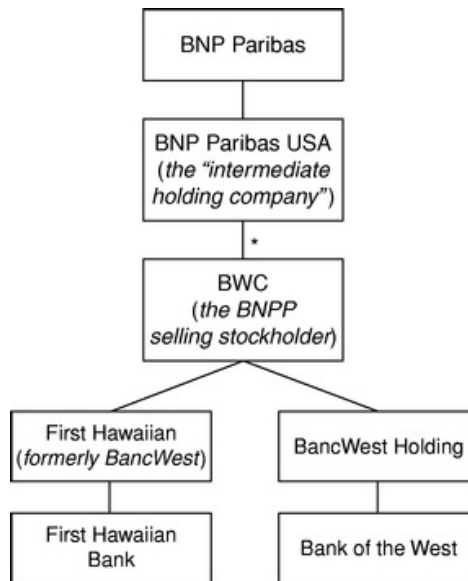 BNP Paribas
BNP Paribas USA
(the “intermediate
holding company”)
*
BWC
(the BNPP
selling stockholder)
First Hawaiian
(formerly BancWest)
BancWest Holding
First Hawaiian
Bank
Bank of the West